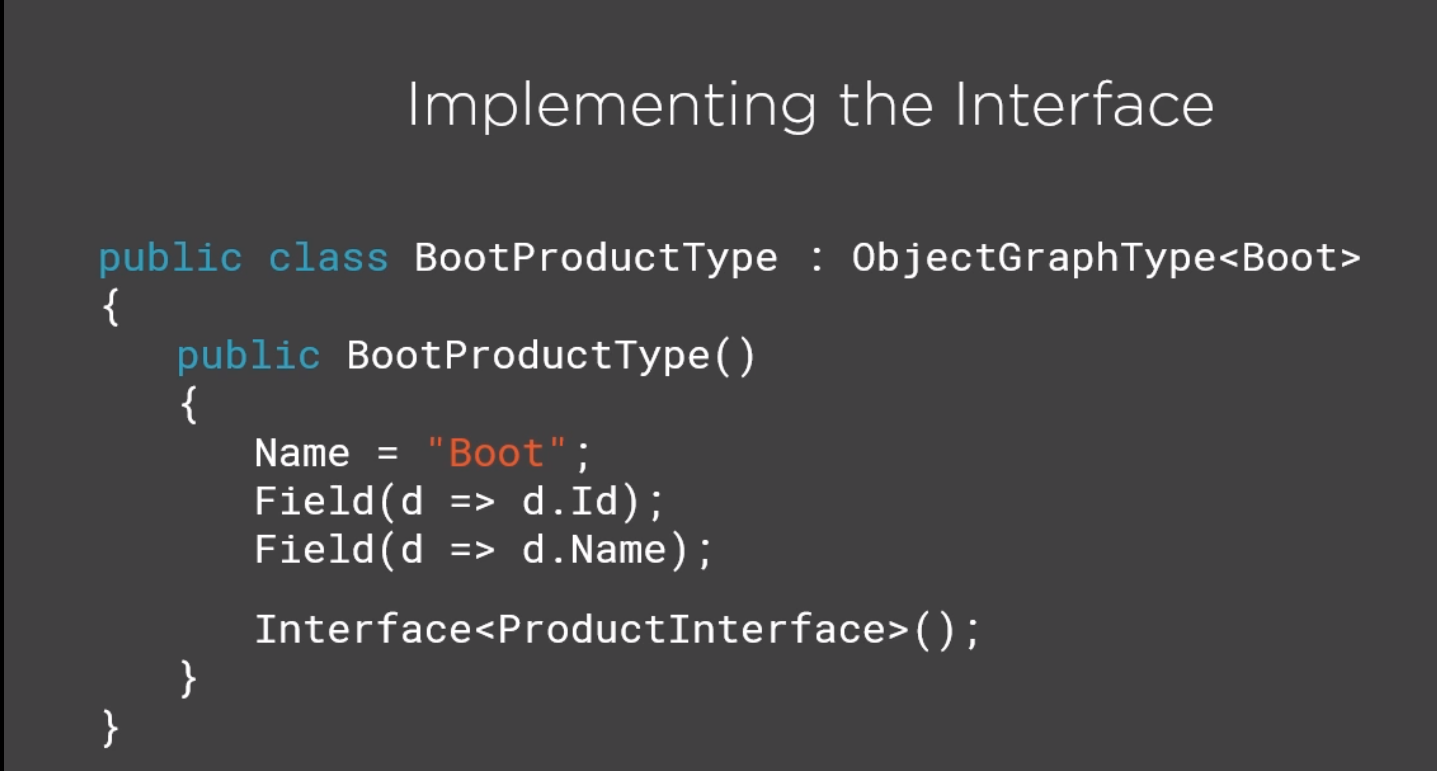 Implementing the Interface
public class BootProductType : ObjectGraphType<Boot>
{
public BootProductType()
{
Name = "Boot";
Field(d => d.Id);
Field(d => d.Name);
Interface<ProductInterface>();
}
}